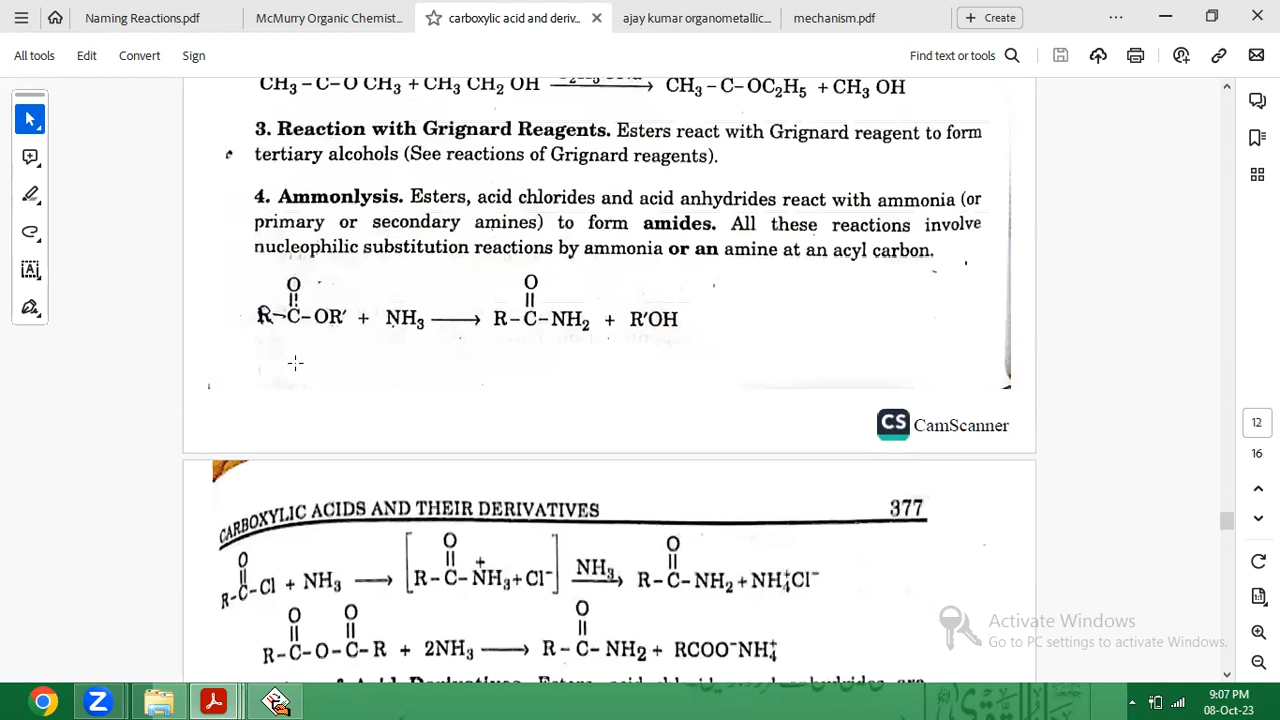 Naming Reactions.pdf
McMurry Organic Chemist...
carboxylic acid and deriv...
ajay kumar organometallic...
mechanism.pdf
Create
All tools
Edit
Convert
Sign
Find text or tools
CH3 – C – O CH3 + CH3 CH2 OH ⟶ CH3 – C – OC2H5 + CH3 OH
3. Reaction with Grignard Reagents. Esters react with Grignard reagent to form
tertiary alcohols (See reactions of Grignard reagents).
4. Ammonlysis. Esters, acid chlorides and acid anhydrides react with ammonia (or
primary or secondary amines) to form amides. All these reactions involve
nucleophilic substitution reactions by ammonia or an amine at an acyl carbon.
O O
|| ||
R – C – OR′ + NH3 ⟶ R – C – NH2 + R′OH
CS CamScanner
12
16
CARBOXYLIC ACIDS AND THEIR DERIVATIVES 377
O O O
|| || ||
R – C – Cl + NH3 ⟶ [R – C – N+H3 + Cl–] NH3 ⟶ R – C – NH2 + NH4+Cl–
O O O
|| || ||
R – C – O – C – R + 2NH3 ⟶ R – C – NH2 + RCOO–NH4+
Acid Derivatives. Esters, acid
Activate Windows
Go to PC settings to activate Windows.
9:07 PM
08-Oct-23